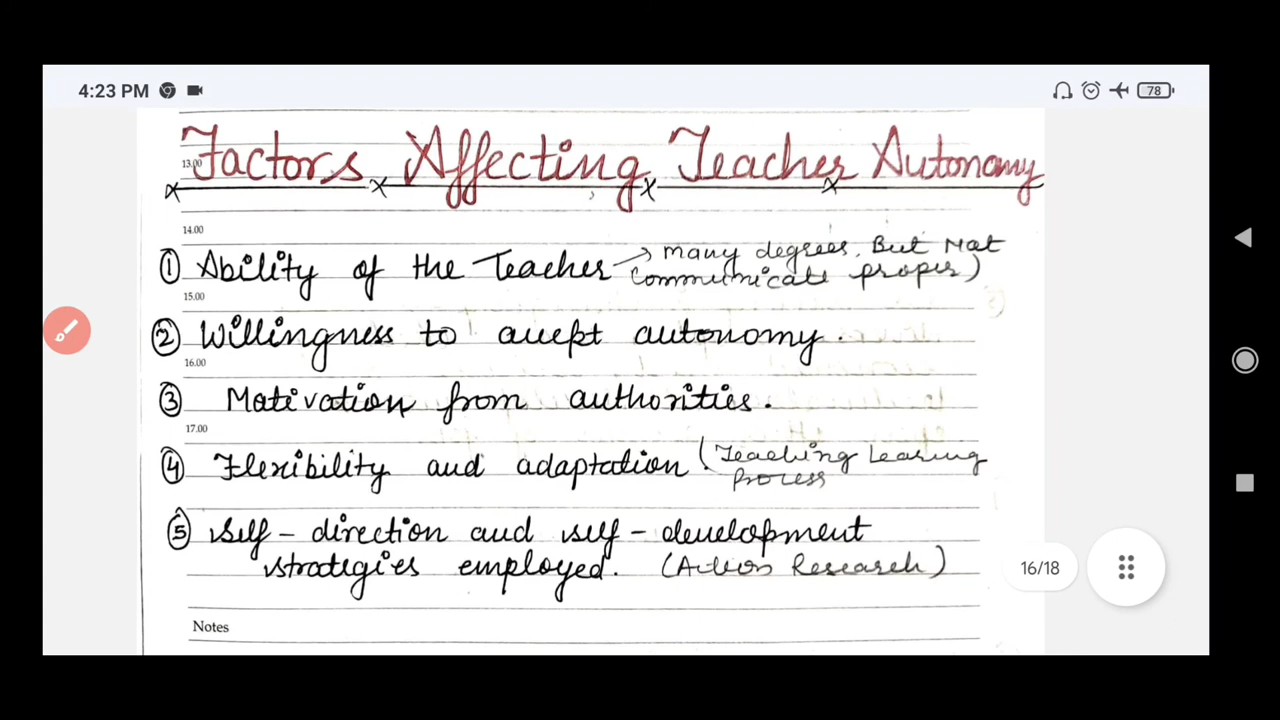 4:23 PM
78
Factors Affecting Teacher Autonomy
13.00
14.00
① Ability of the Teacher → many degrees. But Not
communicate proper)
15.00
② Willingness to accept autonomy.
16.00
③ Motivation from authorities.
17.00
④ Flexibility and adaptation. (Teaching Learning
Process
⑤ Self-direction and self-development
strategies employed. (Action Research)
16/18
Notes